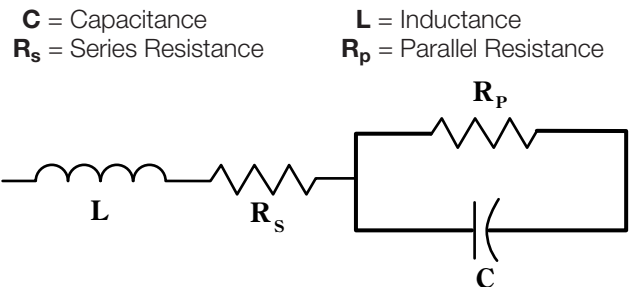 C = Capacitance L = Inductance
Rs = Series Resistance Rp = Parallel Resistance
RP
L
RS
C